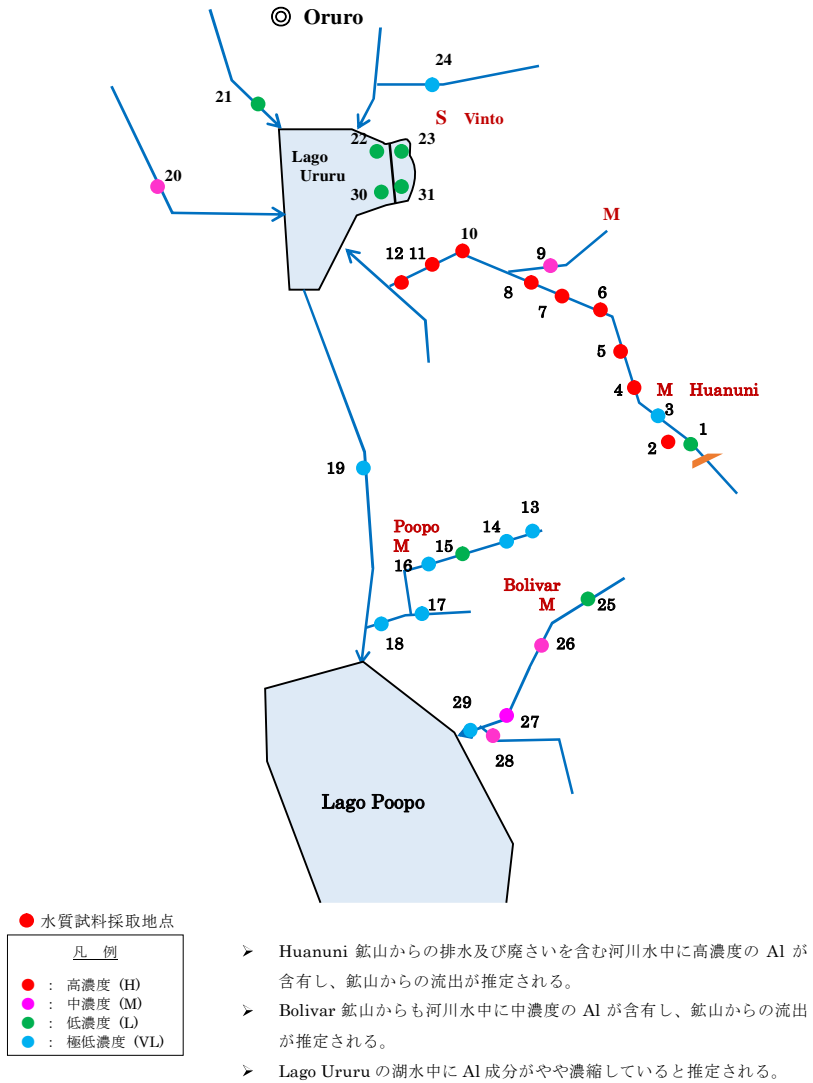 Oruro
24
21
S Vinto
22 23
Lago
Ururu
20
30 31
M
10
12 11
9
8
7
6
5
4
M Huanuni
3
1
2
19
13
Poopo
M
14
15
16
Bolivar
M
25
17
18
26
29
27
28
Lago Poopo
水質試料採取地点
凡 例
: 高濃度 (H)
: 中濃度 (M)
: 低濃度 (L)
: 極低濃度 (VL)
➢ Huanuni 鉱山からの排水及び廃さいを含む河川水中に高濃度の Al が
含有し、鉱山からの流出が推定される。
➢ Bolivar 鉱山からも河川水中に中濃度の Al が含有し、鉱山からの流出
が推定される。
➢ Lago Ururu の湖水中に Al 成分がやや濃縮していると推定される。